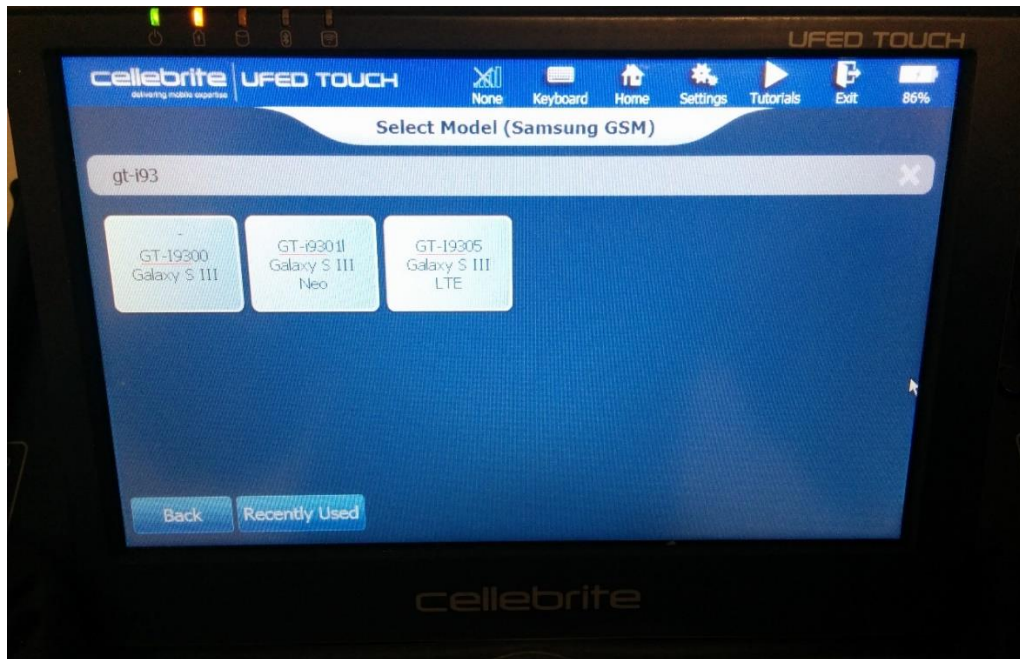 UFED TOUCH
cellebrite UFED TOUCH
delivering mobile expertise
None Keyboard Home Settings Tutorials Exit 86%
Select Model (Samsung GSM)
gt-i93
GT-I9300
Galaxy S III
GT-i9301I
Galaxy S III
Neo
GT-I9305
Galaxy S III
LTE
Back Recently Used
cellebrite